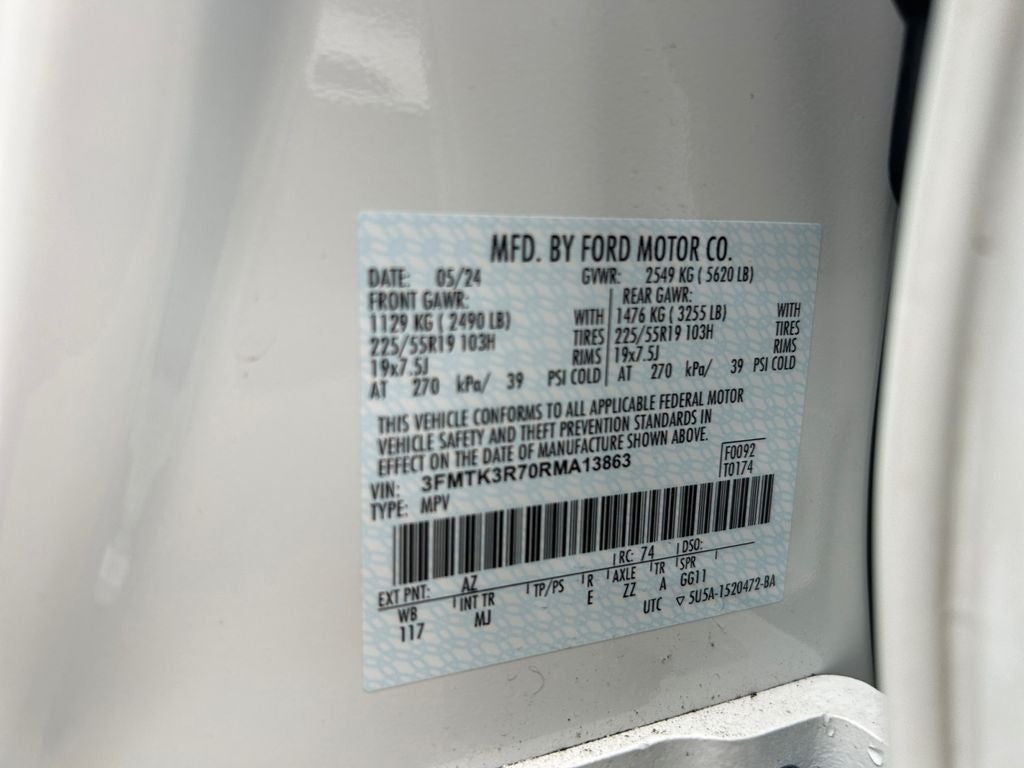 MFD. BY FORD MOTOR CO.
DATE: 05/24 GVWR: 2549 KG ( 5620 LB)
FRONT GAWR: REAR GAWR:
1129 KG ( 2490 LB) WITH 1476 KG ( 3255 LB) WITH
225/55R19 103H TIRES 225/55R19 103H TIRES
19x7.5J RIMS 19x7.5J RIMS
AT 270 kPa/ 39 PSI COLD AT 270 kPa/ 39 PSI COLD
THIS VEHICLE CONFORMS TO ALL APPLICABLE FEDERAL MOTOR
VEHICLE SAFETY AND THEFT PREVENTION STANDARDS IN
EFFECT ON THE DATE OF MANUFACTURE SHOWN ABOVE.
VIN: 3FMTK3R70RMA13863 F0092
TYPE: MPV T0174
EXT PNT: AZ RC: 74 DSO:
WB INT TR TP/PS R AXLE TR SPR
117 MJ E ZZ A GG11
UTC ▽ 5U5A-1520472-BA